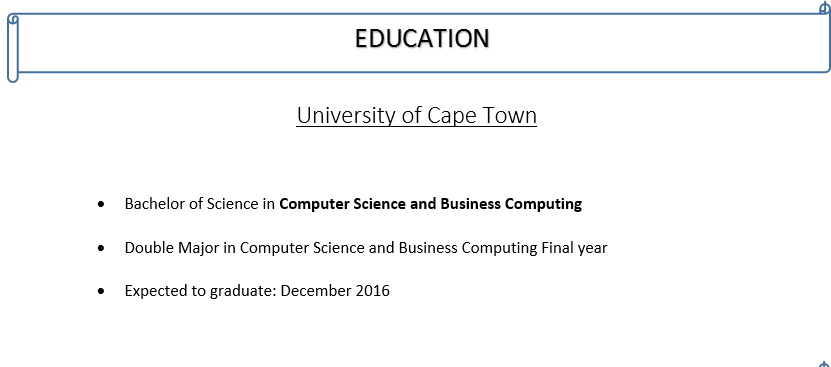 EDUCATION
University of Cape Town
• Bachelor of Science in Computer Science and Business Computing
• Double Major in Computer Science and Business Computing Final year
• Expected to graduate: December 2016